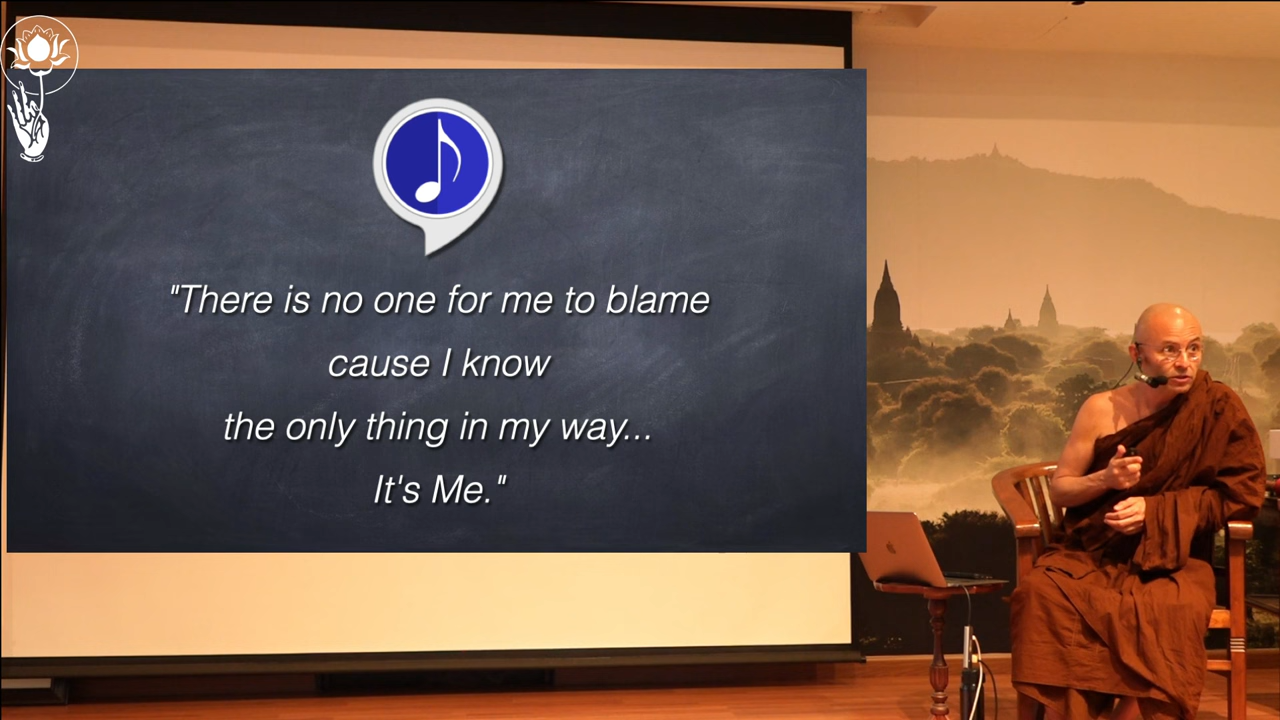 "There is no one for me to blame
cause I know
the only thing in my way...
It's Me."